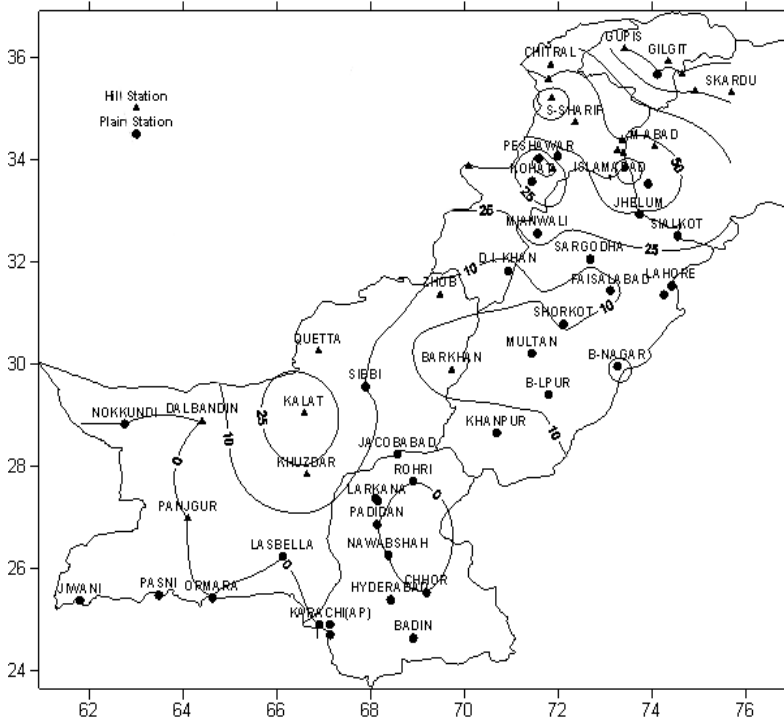 36
34
32
30
28
26
24
62
64
66
68
70
72
74
76
Hill Station
Plain Station
GUPIS
CHITRAL
GILGIT
SKARDU
S-SHARIF
PESHAWAR
KOHAT
ISLAMABAD
50
25
JHELUM
25
MIANWALI
SIALKOT
SARGODHA
25
D.I.KHAN
10
ZHOB
FAISALABAD
LAHORE
10
SHORKOT
QUETTA
MULTAN
BARKHAN
B-NAGAR
SIBBI
B-LPUR
KALAT
25
DALBANDIN
NOKKUNDI
10
KHANPUR
10
JACOBABAD
KHUZDAR
0
ROHRI
LARKANA
0
PANJGUR
PADIDAN
LASBELLA
NAWABSHAH
0
JIWANI
PASNI
ORMARA
HYDERABAD
CHHOR
KARACHI(AP)
BADIN